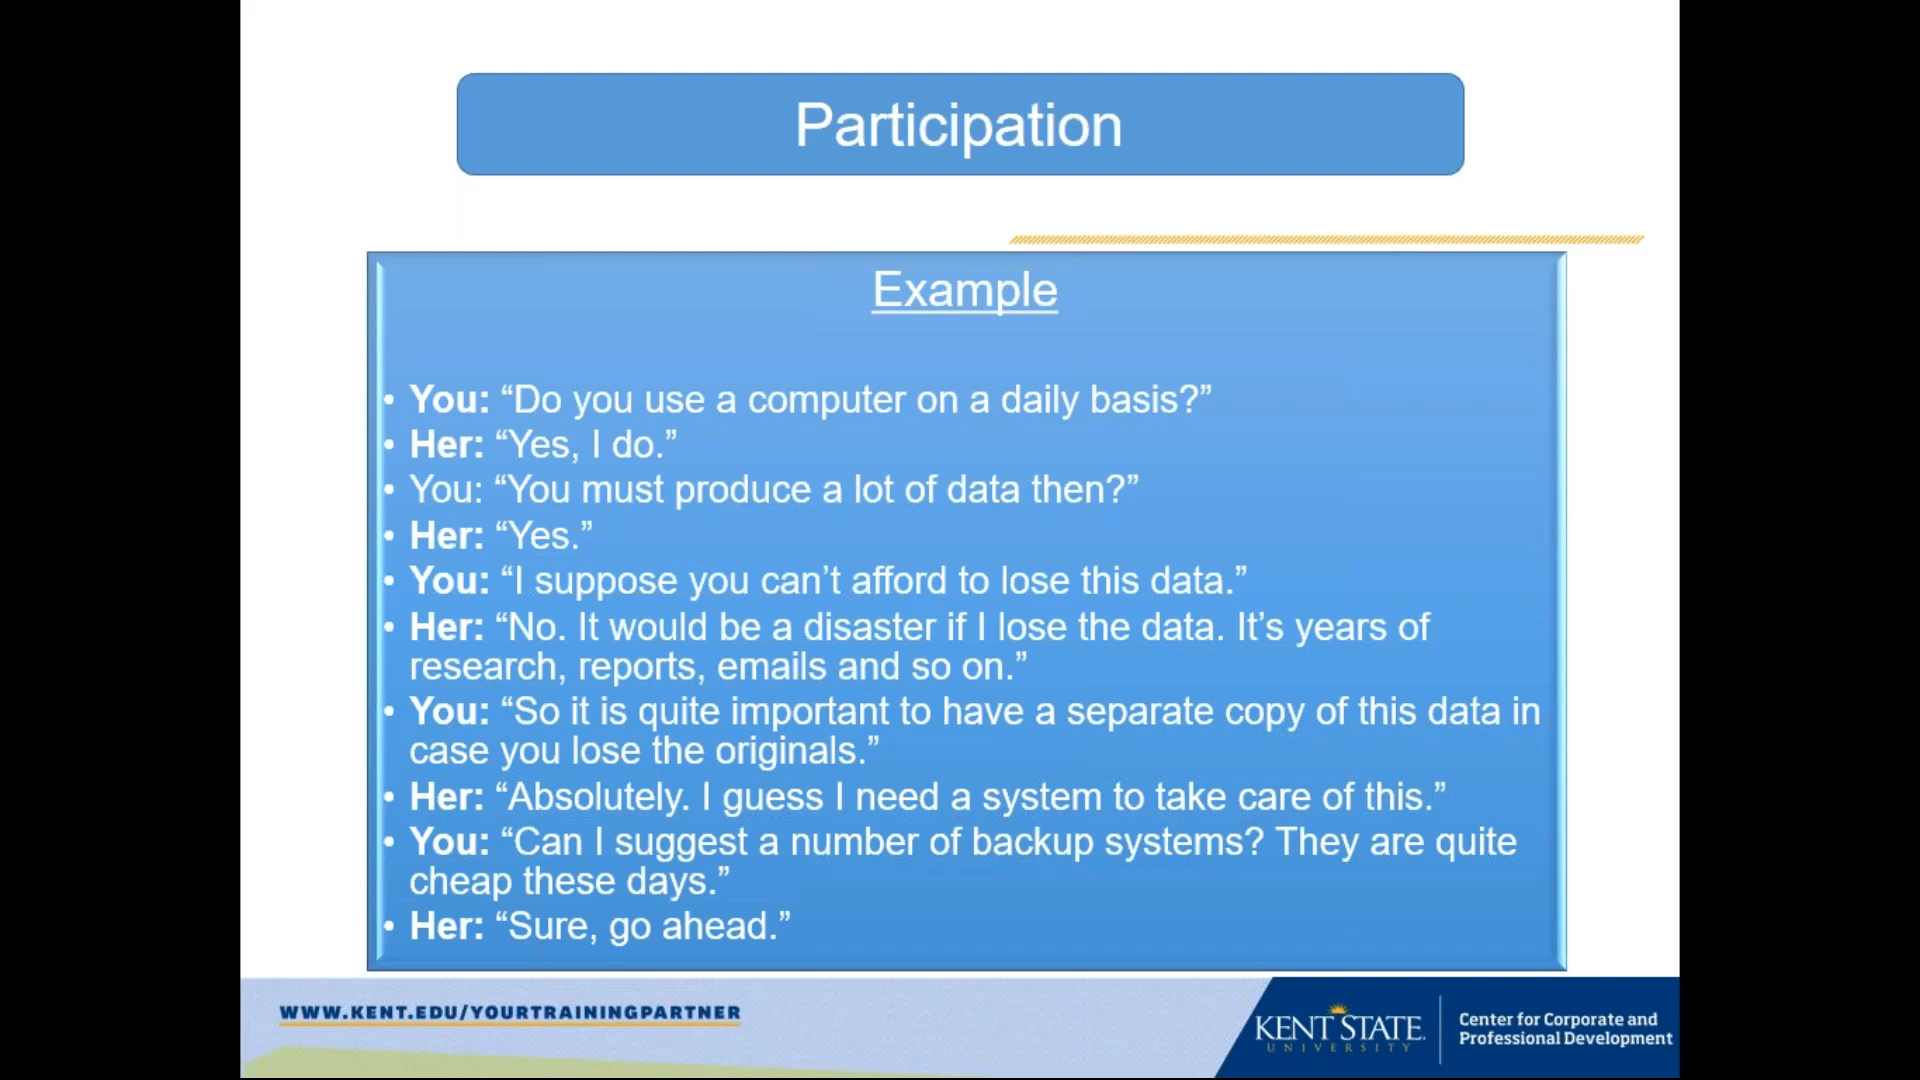 Participation
Example
• You: “Do you use a computer on a daily basis?”
• Her: “Yes, I do.”
• You: “You must produce a lot of data then?”
• Her: “Yes.”
• You: “I suppose you can’t afford to lose this data.”
• Her: “No. It would be a disaster if I lose the data. It’s years of
research, reports, emails and so on.”
• You: “So it is quite important to have a separate copy of this data in
case you lose the originals.”
• Her: “Absolutely. I guess I need a system to take care of this.”
• You: “Can I suggest a number of backup systems? They are quite
cheap these days.”
• Her: “Sure, go ahead.”
WWW.KENT.EDU/YOURTRAININGPARTNER
KENT STATE
UNIVERSITY
Center for Corporate and
Professional Development